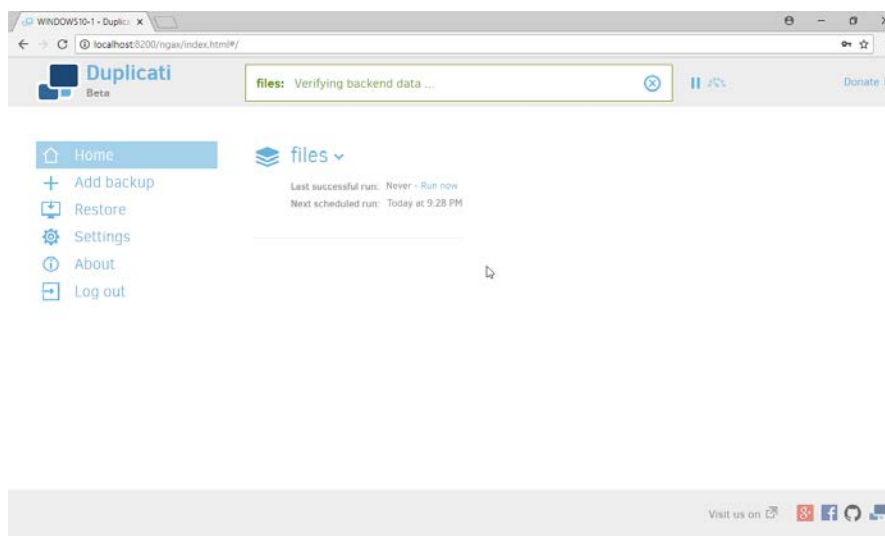 WINDOWS10-1 - Duplic
localhost:8200/ngax/index.html#/
Duplicati
Beta
files: Verifying backend data ...
Donate
Home
Add backup
Restore
Settings
About
Log out
files
Last successful run: Never - Run now
Next scheduled run: Today at 9:28 PM
Visit us on